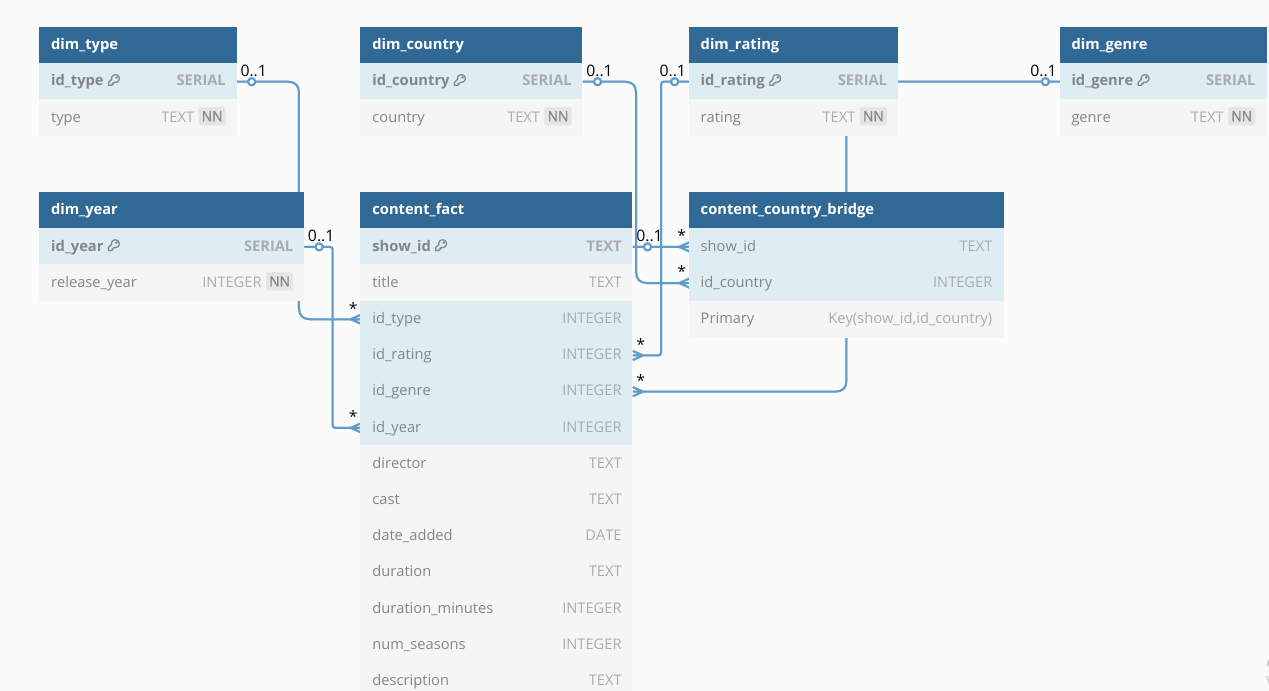 dim_type
id_type SERIAL
type TEXT NN
dim_country
id_country SERIAL
country TEXT NN
dim_rating
id_rating SERIAL
rating TEXT NN
dim_genre
id_genre SERIAL
genre TEXT NN
0..1
0..1
0..1
0..1
dim_year
id_year SERIAL
release_year INTEGER NN
0..1
content_fact
show_id TEXT
title TEXT
id_type INTEGER
id_rating INTEGER
id_genre INTEGER
id_year INTEGER
director TEXT
cast TEXT
date_added DATE
duration TEXT
duration_minutes INTEGER
num_seasons INTEGER
description TEXT
0..1
*
*
*
*
*
*
content_country_bridge
show_id TEXT
id_country INTEGER
Primary Key(show_id,id_country)